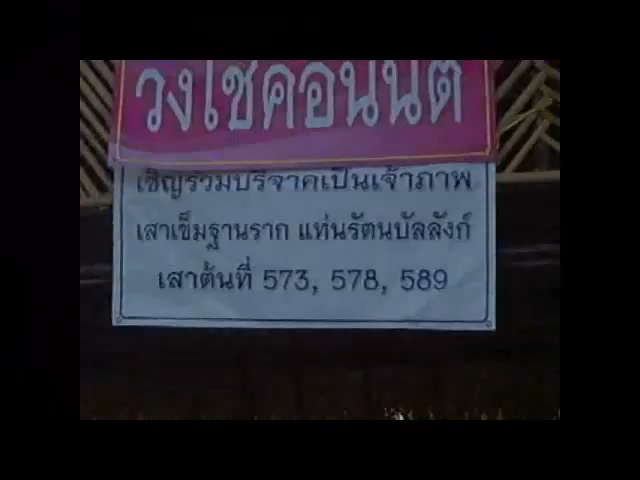 วงโชคอนันต์
เชิญร่วมบริจาคเป็นเจ้าภาพ
เสาเข็มฐานราก แท่นรัตนบัลลังก์
เสาต้นที่ 573, 578, 589